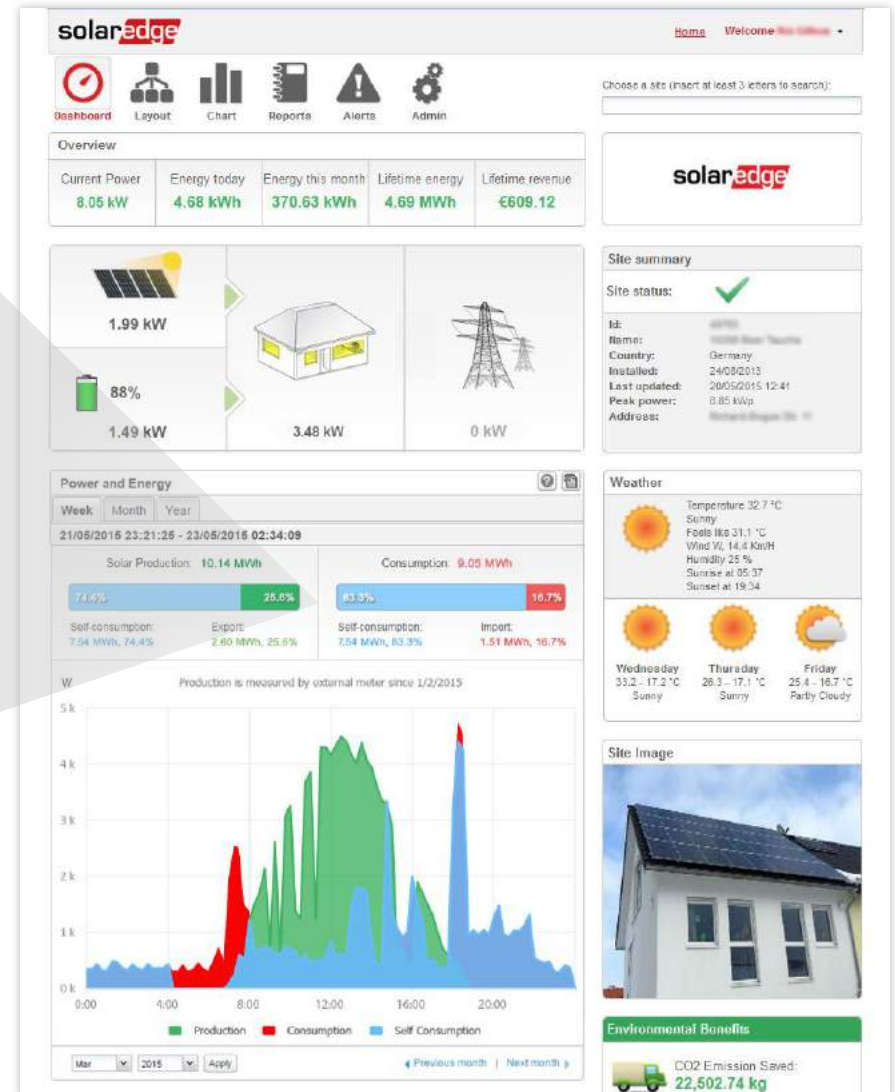 solaredge
Home Welcome
Dashboard Layout Chart Reports Alerts Admin
Choose a site (insert at least 3 letters to search):
Overview
Current Power Energy today Energy this month Lifetime energy Lifetime revenue
8.05 kW 4.68 kWh 370.63 kWh 4.69 MWh €609.12
solaredge
1.99 kW
88%
1.49 kW 3.48 kW 0 kW
Site summary
Site status:
Id:
Name:
Country: Germany
Installed: 24/08/2013
Last updated: 20/05/2015 12:41
Peak power: 8.85 kWp
Address:
Power and Energy
Week Month Year
21/05/2015 23:21:25 - 23/05/2015 02:34:09
Solar Production: 10.14 MWh Consumption: 9.05 MWh
74.4% 25.6% 83.3% 16.7%
Self-consumption: Export: Self-consumption: Import:
7.54 MWh, 74.4% 2.60 MWh, 25.6% 7.54 MWh, 83.3% 1.51 MWh, 16.7%
W Production is measured by external meter since 1/2/2015
5 k
4 k
3 k
2 k
1 k
0 k
0:00 4:00 8:00 12:00 16:00 20:00
Production Consumption Self Consumption
Mar 2015 Apply Previous month | Next month
Weather
Temperature 32.7 °C
Sunny
Feels like 31.1 °C
Wind W, 14.4 Km/H
Humidity 25 %
Sunrise at 05:37
Sunset at 19:34
Wednesday Thursday Friday
33.2 - 17.2 °C 26.3 - 17.1 °C 25.4 - 16.7 °C
Sunny Sunny Partly Cloudy
Site Image
Environmental Benefits
CO2 Emission Saved:
22,502.74 kg